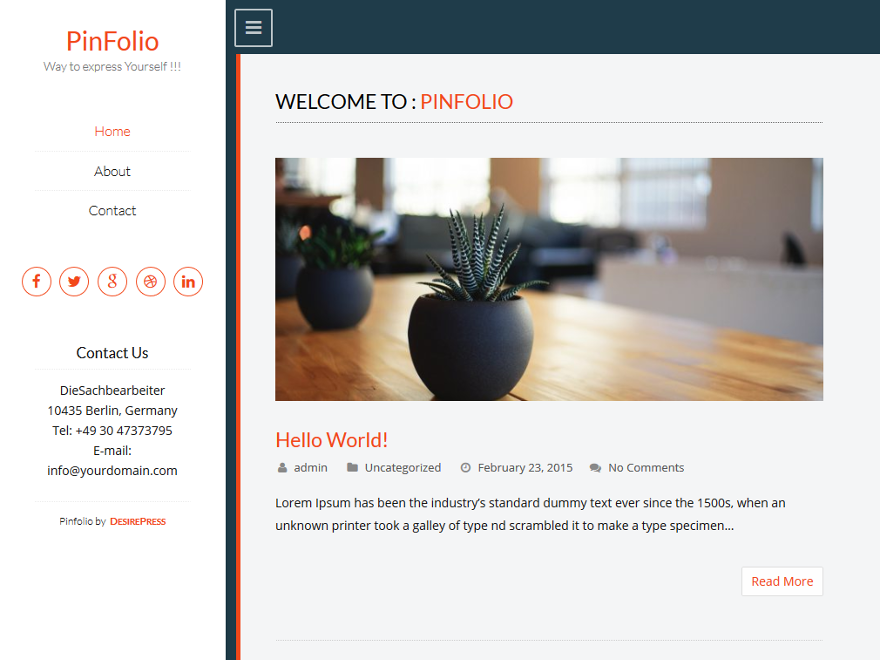 PinFolio
Way to express Yourself !!!
Home
About
Contact
Contact Us
DieSachbearbeiter
10435 Berlin, Germany
Tel: +49 30 47373795
E-mail:
info@yourdomain.com
Pinfolio by DESIREPRESS
WELCOME TO : PINFOLIO
Hello World!
admin Uncategorized February 23, 2015 No Comments
Lorem Ipsum has been the industry's standard dummy text ever since the 1500s, when an
unknown printer took a galley of type nd scrambled it to make a type specimen...
Read More